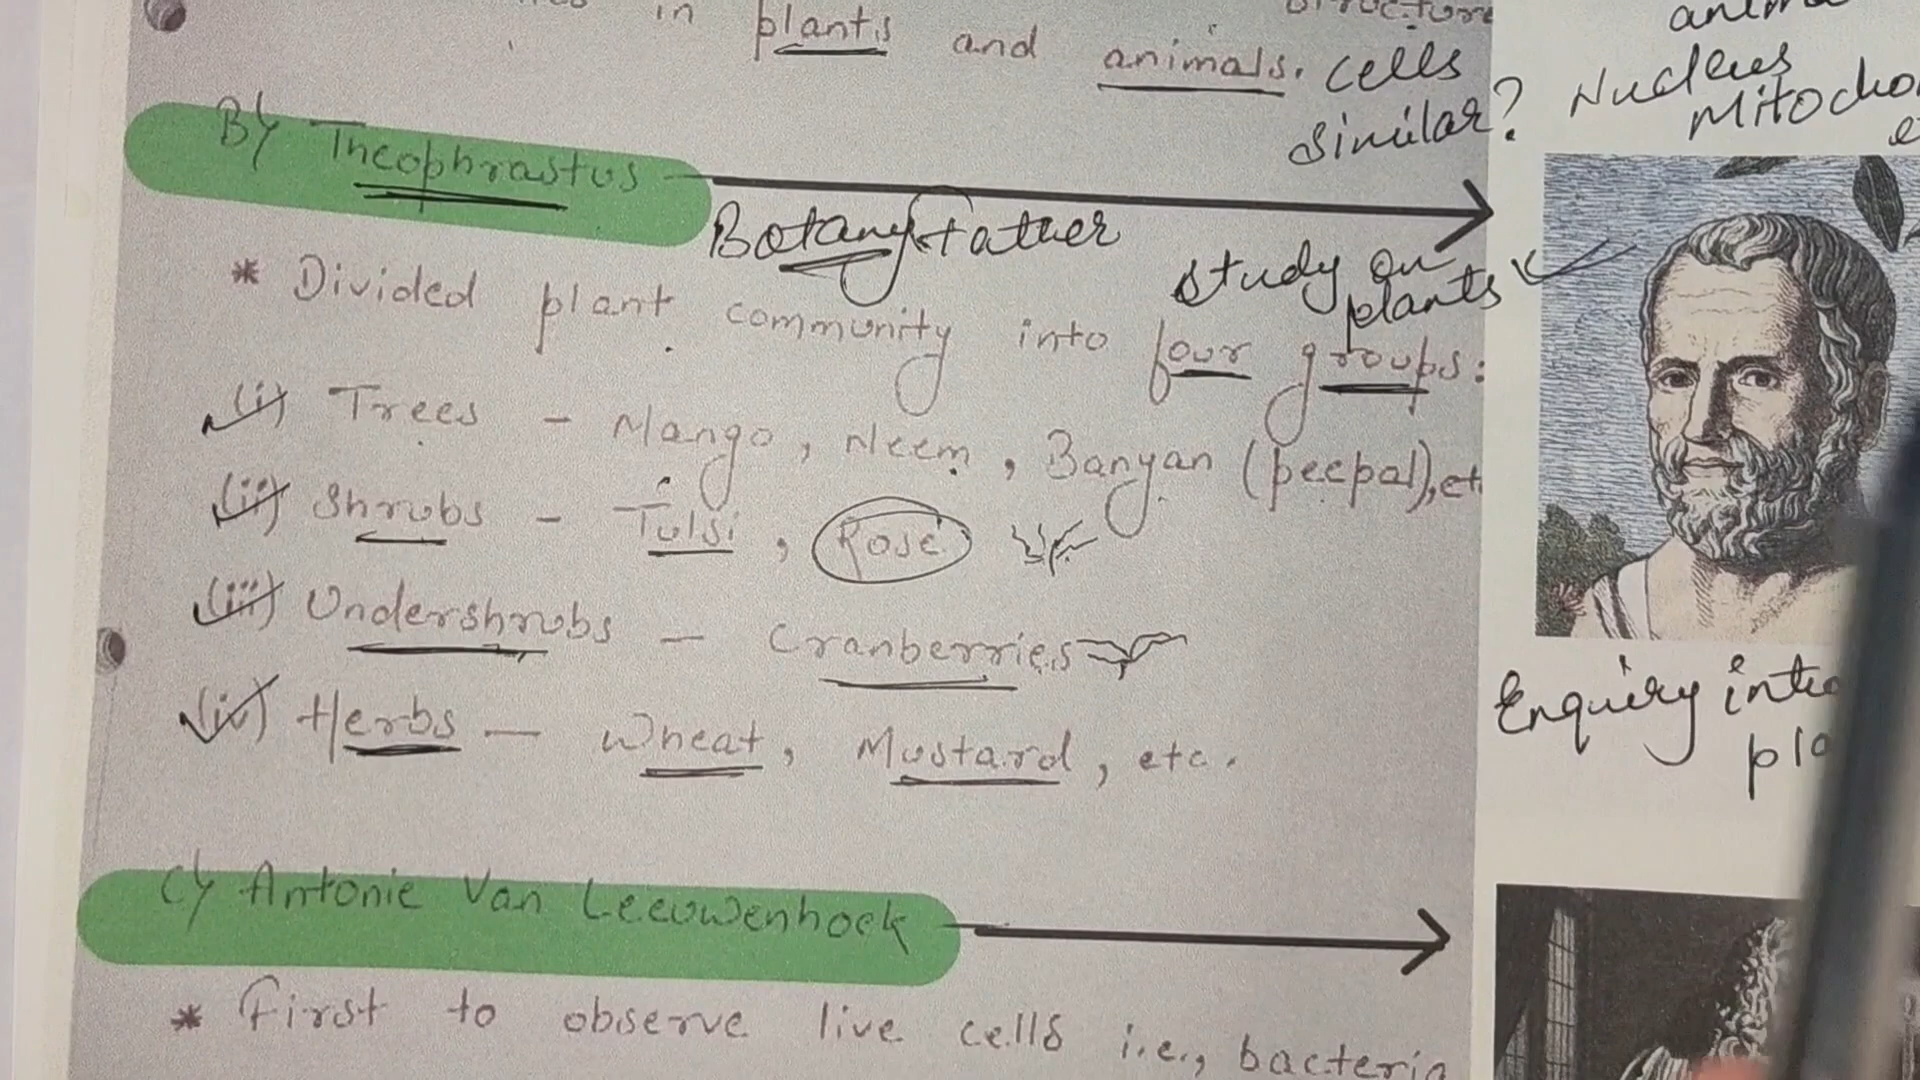 in plants and animals.
cells
similar?
Nucleus
B) Theophrastus
Botany Father
Study on
plants
* Divided plant community into four groups:
(i) Trees - Mango, Neem, Banyan (peepal), etc
(ii) Shrubs - Tulsi, Rose
(iii) Undershrubs - Cranberries
(iv) Herbs - Wheat, Mustard, etc.
Enquiry into
C) Antonie Van Leeuwenhoek
* First to observe live cells i.e., bacteria